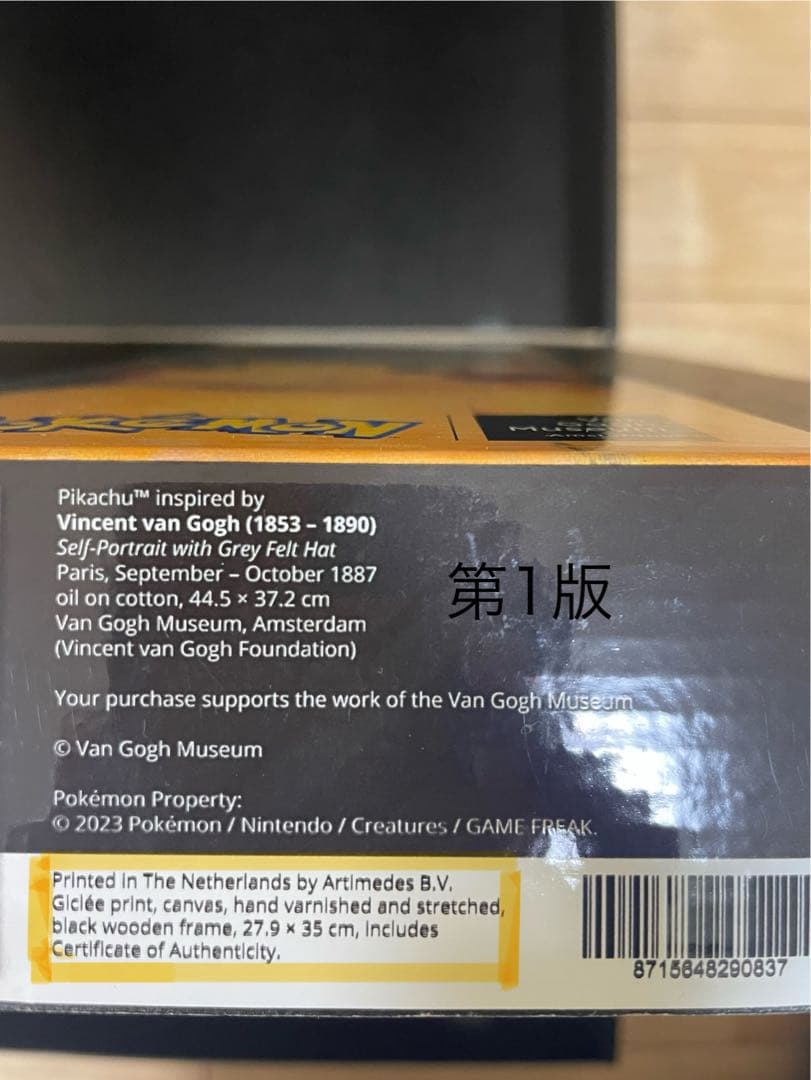 Pokémon
MUSEUM
Pikachu™ inspired by
Vincent van Gogh (1853 – 1890)
Self-Portrait with Grey Felt Hat
Paris, September – October 1887
oil on cotton, 44.5 × 37.2 cm
Van Gogh Museum, Amsterdam
(Vincent van Gogh Foundation)
第1版
Your purchase supports the work of the Van Gogh Museum
© Van Gogh Museum
Pokémon Property:
© 2023 Pokémon / Nintendo / Creatures / GAME FREAK.
Printed in The Netherlands by Artimedes B.V.
Giclée print, canvas, hand varnished and stretched,
black wooden frame, 27.9 × 35 cm, includes
Certificate of Authenticity.
8715648290837